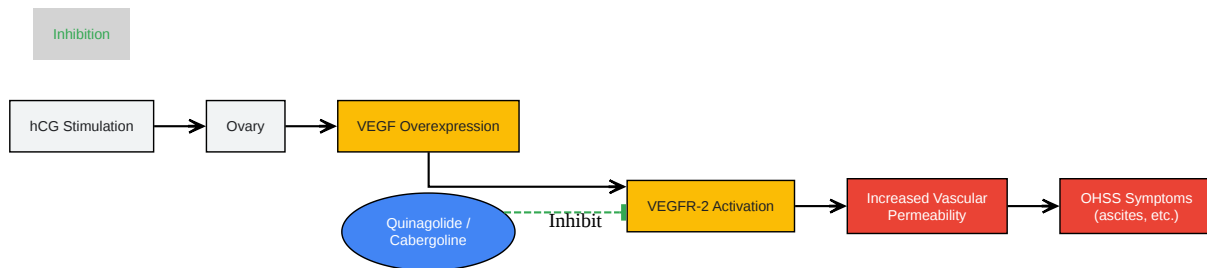 Inhibition
hCG Stimulation
Ovary
VEGF Overexpression
Quinagolide /
Cabergoline
Inhibit
VEGFR-2 Activation
Increased Vascular
Permeability
OHSS Symptoms
(ascites, etc.)